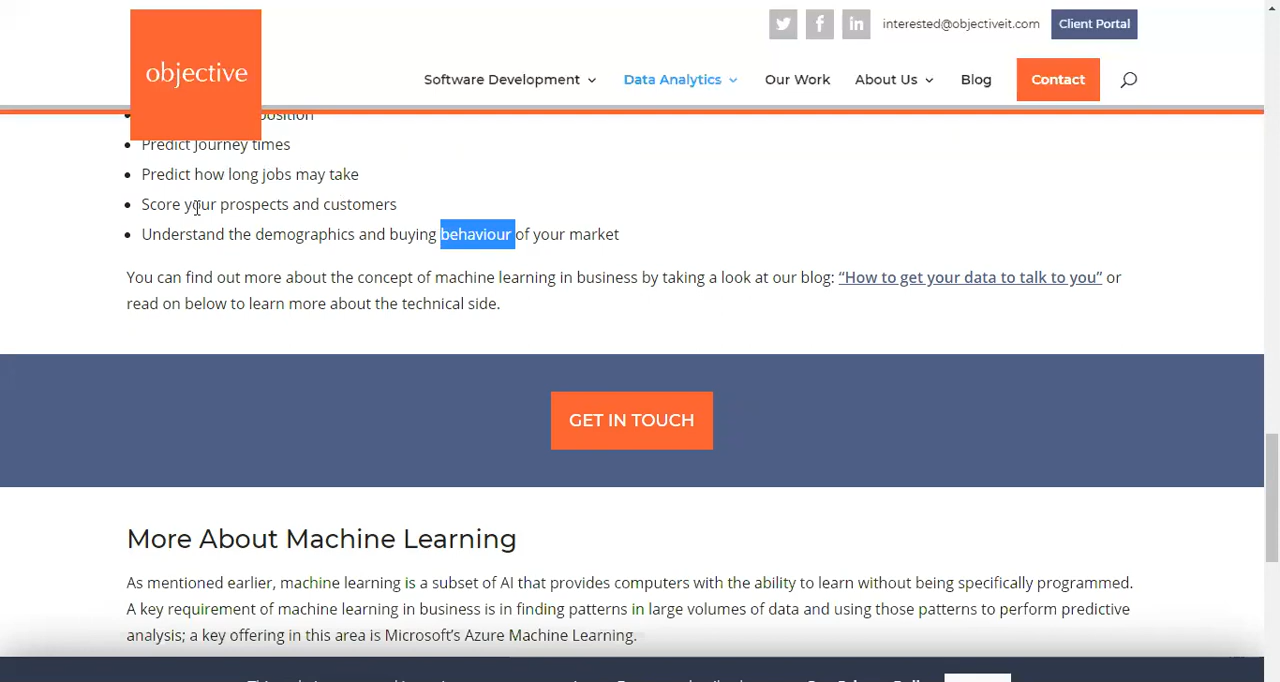 interested@objectiveit.com Client Portal
objective
Software Development Data Analytics Our Work About Us Blog Contact
Predict Journey times
Predict how long jobs may take
Score your prospects and customers
Understand the demographics and buying behaviour of your market
You can find out more about the concept of machine learning in business by taking a look at our blog: “How to get your data to talk to you” or
read on below to learn more about the technical side.
GET IN TOUCH
More About Machine Learning
As mentioned earlier, machine learning is a subset of AI that provides computers with the ability to learn without being specifically programmed.
A key requirement of machine learning in business is in finding patterns in large volumes of data and using those patterns to perform predictive
analysis; a key offering in this area is Microsoft’s Azure Machine Learning.